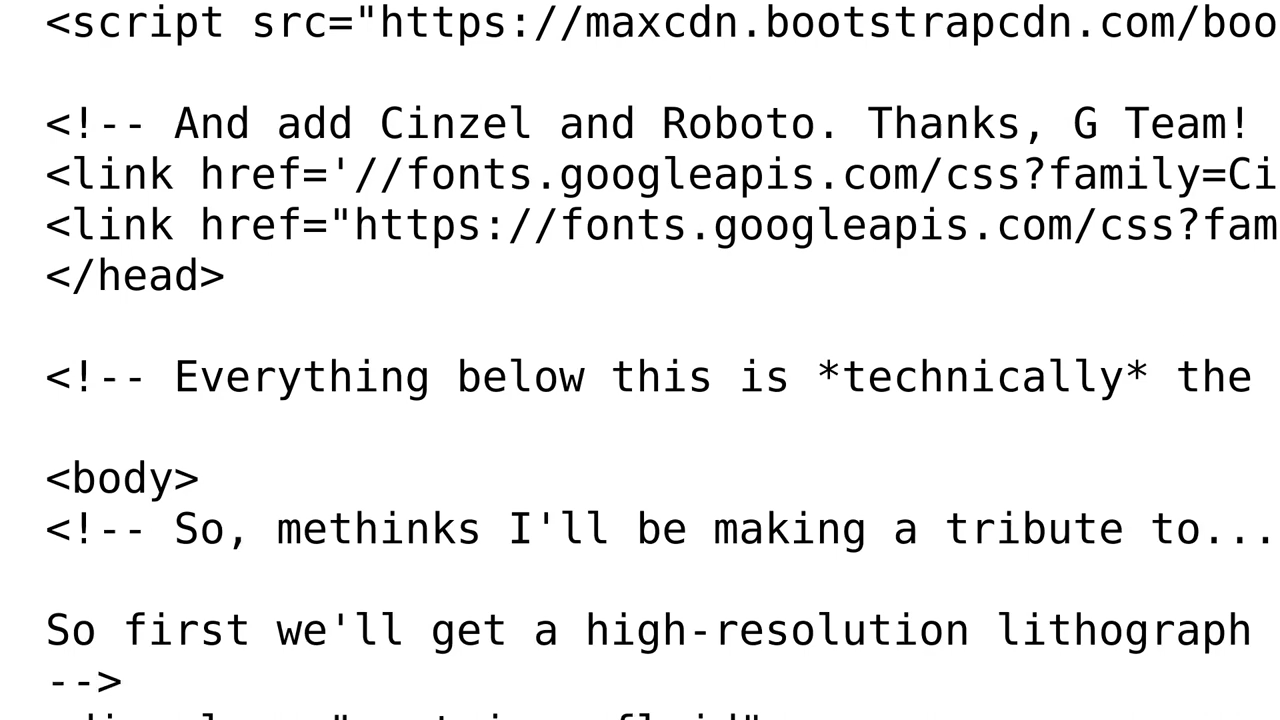 <script src="https://maxcdn.bootstrapcdn.com/boo
<!-- And add Cinzel and Roboto. Thanks, G Team!
<link href='//fonts.googleapis.com/css?family=Ci
<link href="https://fonts.googleapis.com/css?fam
</head>
<!-- Everything below this is *technically* the
<body>
<!-- So, methinks I'll be making a tribute to...
So first we'll get a high-resolution lithograph
-->